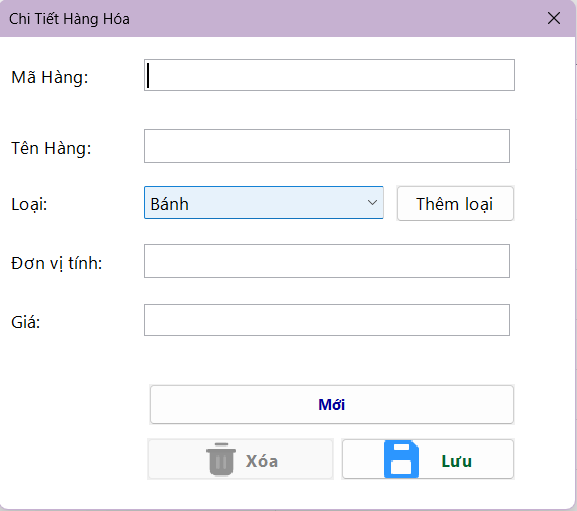 Chi Tiết Hàng Hóa
Mã Hàng:
Tên Hàng:
Loại: Bánh Thêm loại
Đơn vị tính:
Giá:
Mới
Xóa Lưu